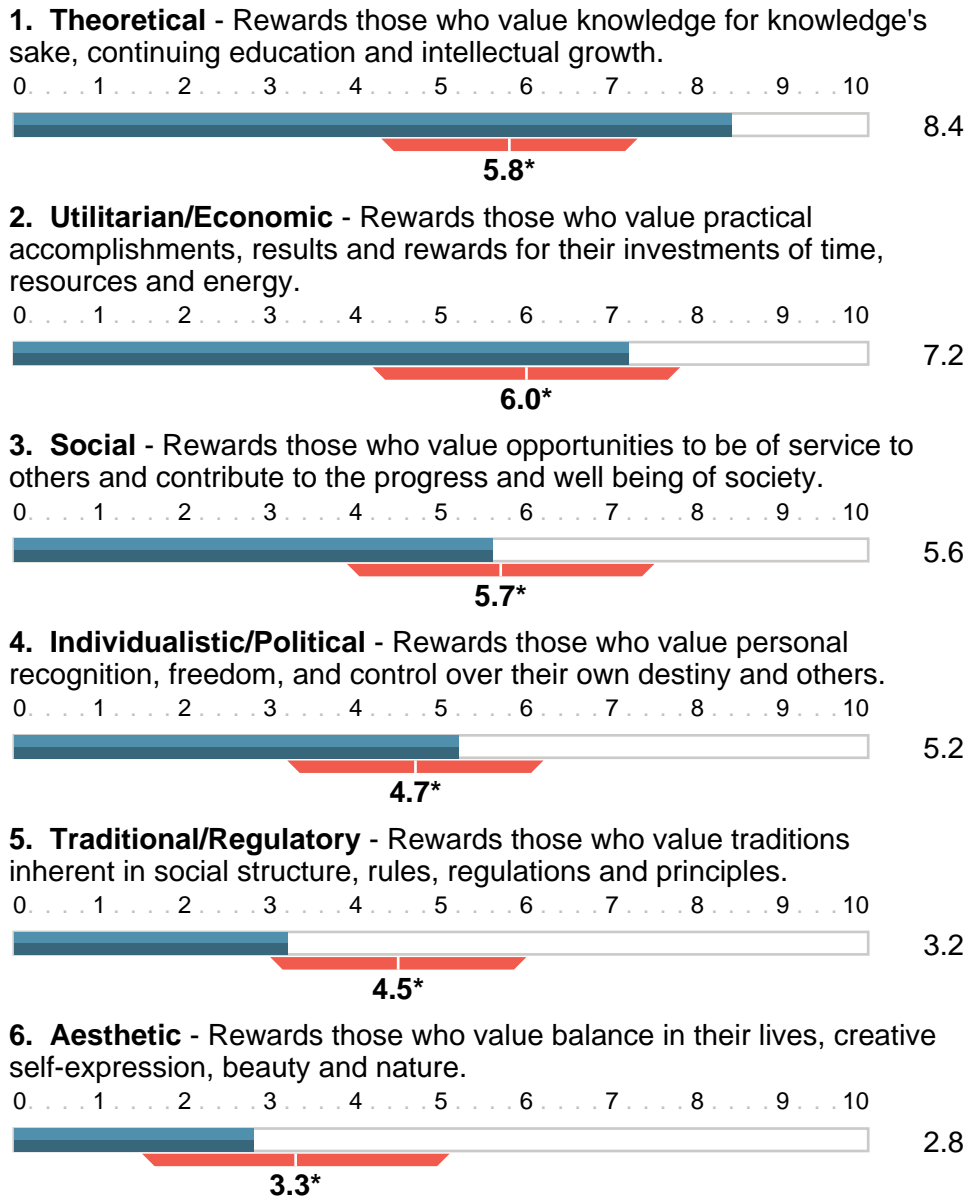 1. Theoretical - Rewards those who value knowledge for knowledge's
sake, continuing education and intellectual growth.
0. . . . 1 . . . . 2 . . . . 3 . . . . 4 . . . . 5 . . . . 6 . . . . 7 . . . . 8 . . . . 9 . . . 10
8.4
5.8*
2. Utilitarian/Economic - Rewards those who value practical
accomplishments, results and rewards for their investments of time,
resources and energy.
0. . . . 1 . . . . 2 . . . . 3 . . . . 4 . . . . 5 . . . . 6 . . . . 7 . . . . 8 . . . . 9 . . . 10
7.2
6.0*
3. Social - Rewards those who value opportunities to be of service to
others and contribute to the progress and well being of society.
0. . . . 1 . . . . 2 . . . . 3 . . . . 4 . . . . 5 . . . . 6 . . . . 7 . . . . 8 . . . . 9 . . . 10
5.6
5.7*
4. Individualistic/Political - Rewards those who value personal
recognition, freedom, and control over their own destiny and others.
0. . . . 1 . . . . 2 . . . . 3 . . . . 4 . . . . 5 . . . . 6 . . . . 7 . . . . 8 . . . . 9 . . . 10
5.2
4.7*
5. Traditional/Regulatory - Rewards those who value traditions
inherent in social structure, rules, regulations and principles.
0. . . . 1 . . . . 2 . . . . 3 . . . . 4 . . . . 5 . . . . 6 . . . . 7 . . . . 8 . . . . 9 . . . 10
3.2
4.5*
6. Aesthetic - Rewards those who value balance in their lives, creative
self-expression, beauty and nature.
0. . . . 1 . . . . 2 . . . . 3 . . . . 4 . . . . 5 . . . . 6 . . . . 7 . . . . 8 . . . . 9 . . . 10
2.8
3.3*